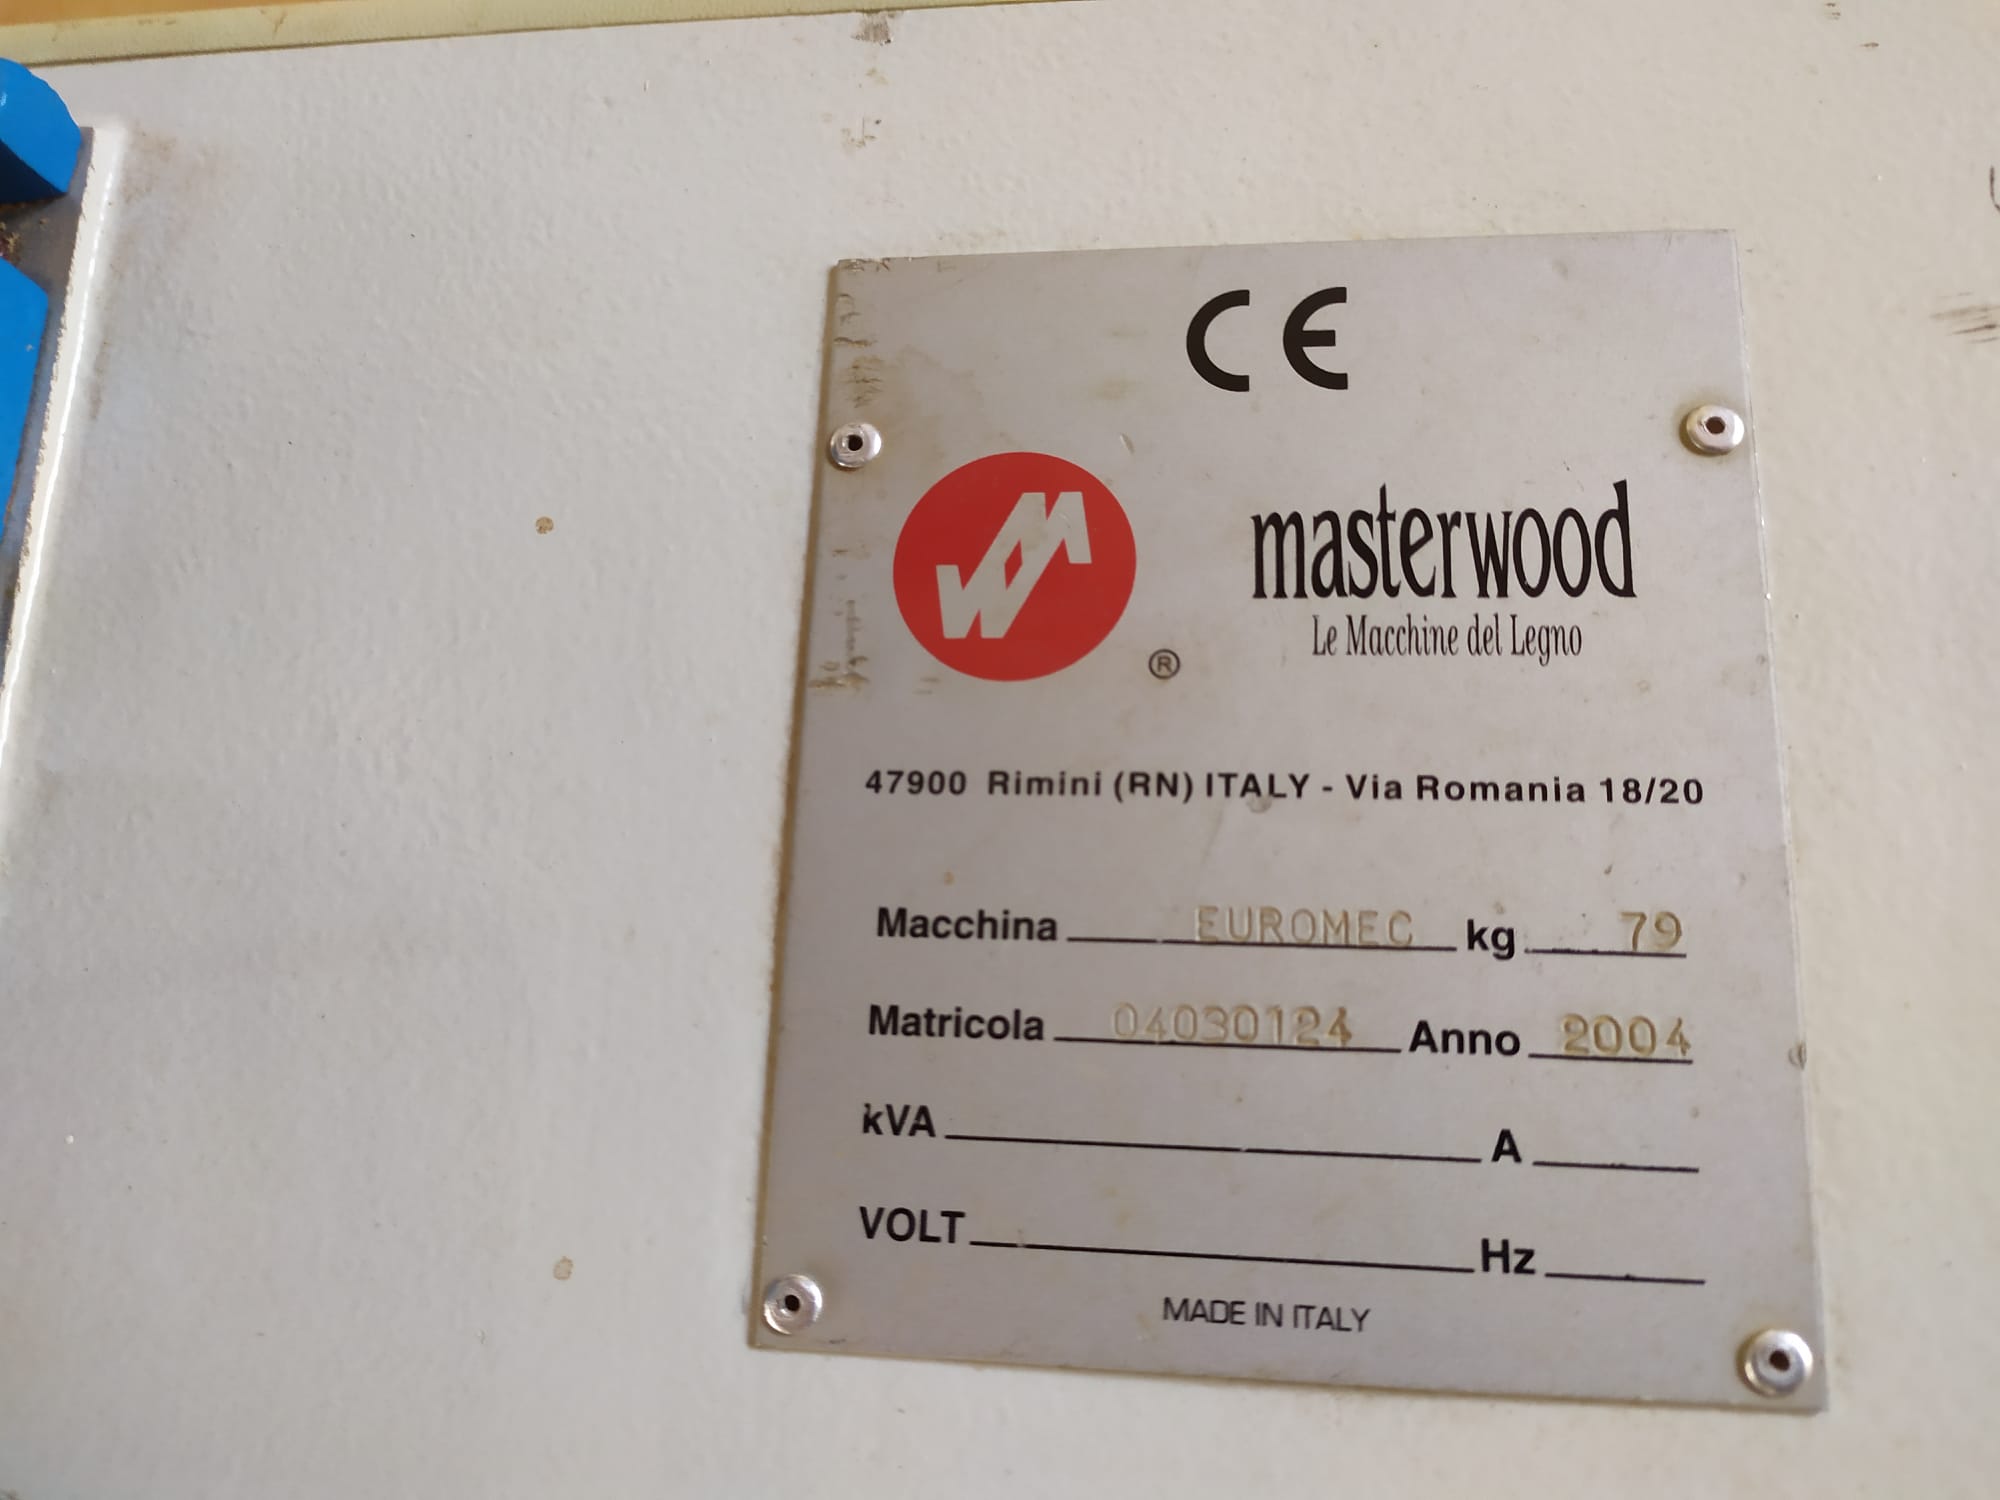 CE
masterwood
Le Macchine del Legno
®
47900 Rimini (RN) ITALY - Via Romania 18/20
Macchina EUROMEC kg 79
Matricola 04030124 Anno 2004
kVA A
VOLT Hz
MADE IN ITALY